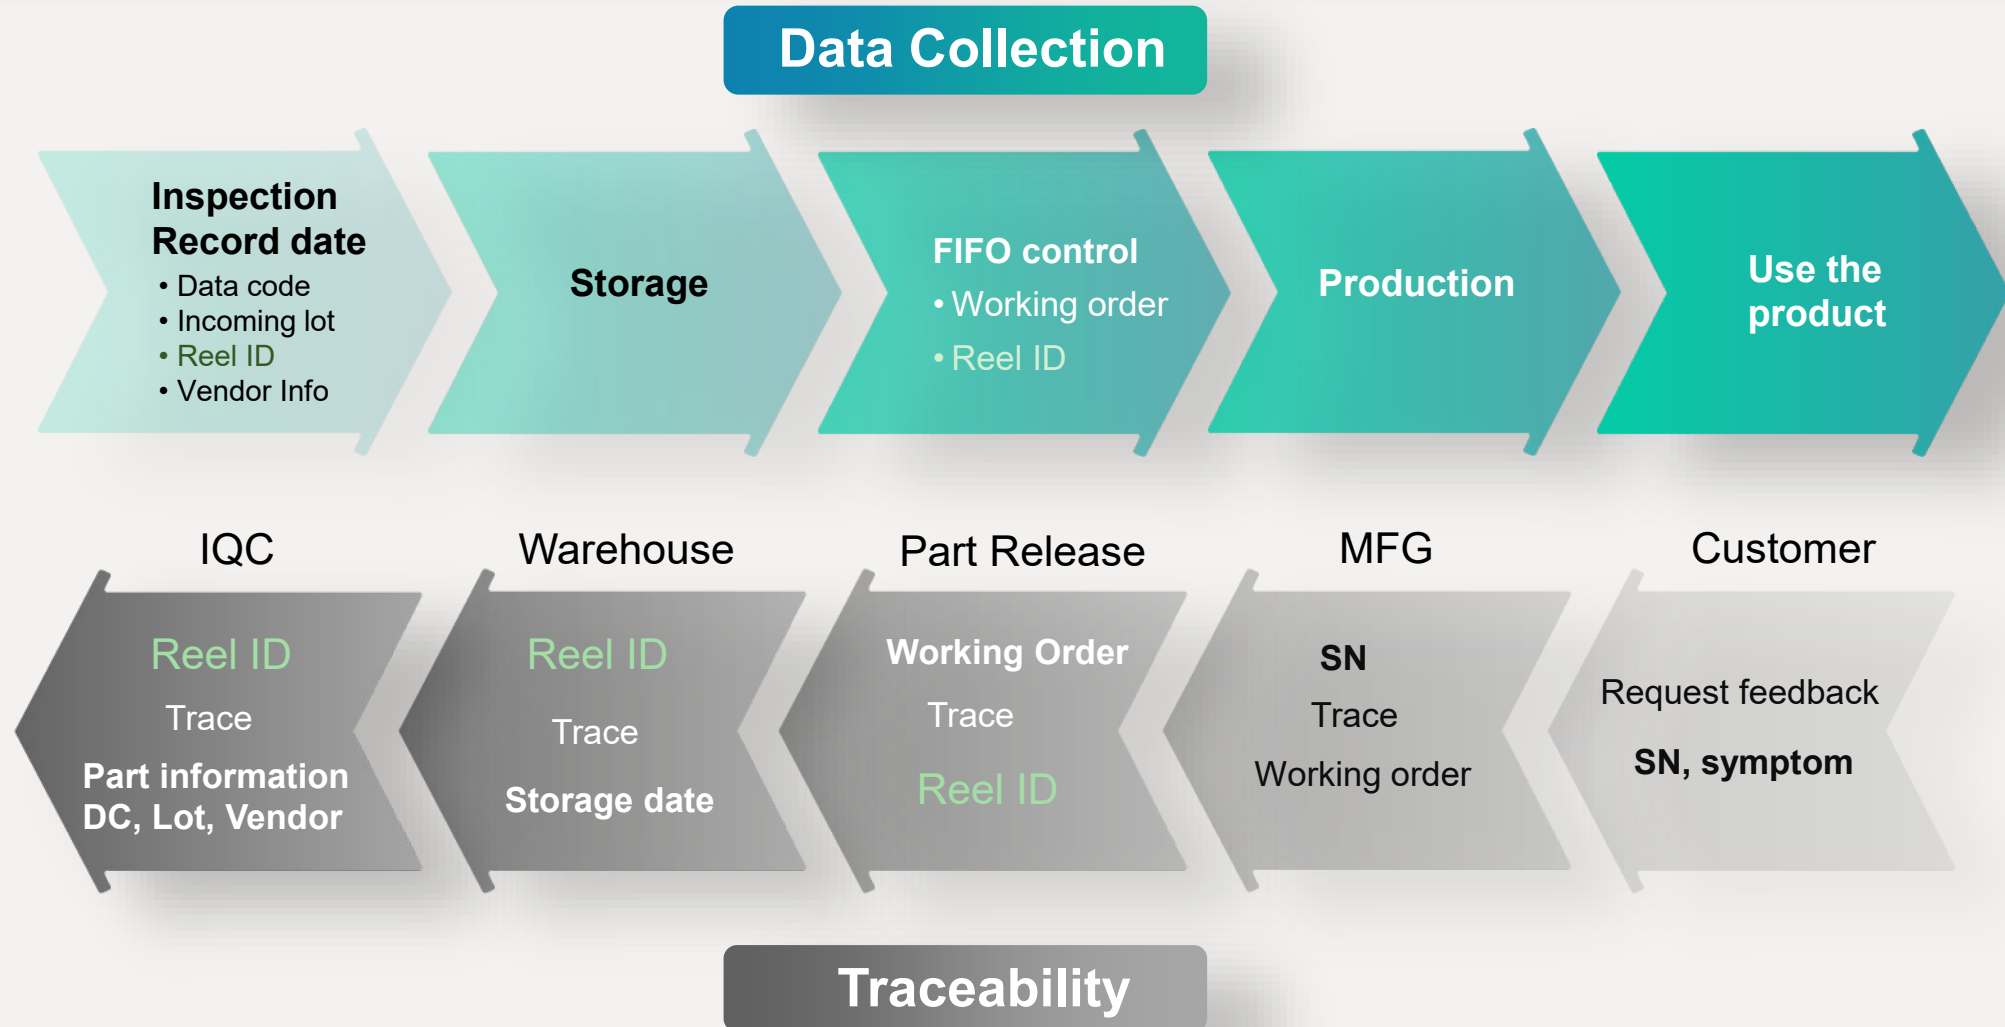 Data Collection
Inspection
Record date
• Data code
• Incoming lot
• Reel ID
• Vendor Info
Storage
FIFO control
• Working order
• Reel ID
Production
Use the
product
IQC
Warehouse
Part Release
MFG
Customer
Reel ID
Trace
Part information
DC, Lot, Vendor
Reel ID
Trace
Storage date
Working Order
Trace
Reel ID
SN
Trace
Working order
Request feedback
SN, symptom
Traceability